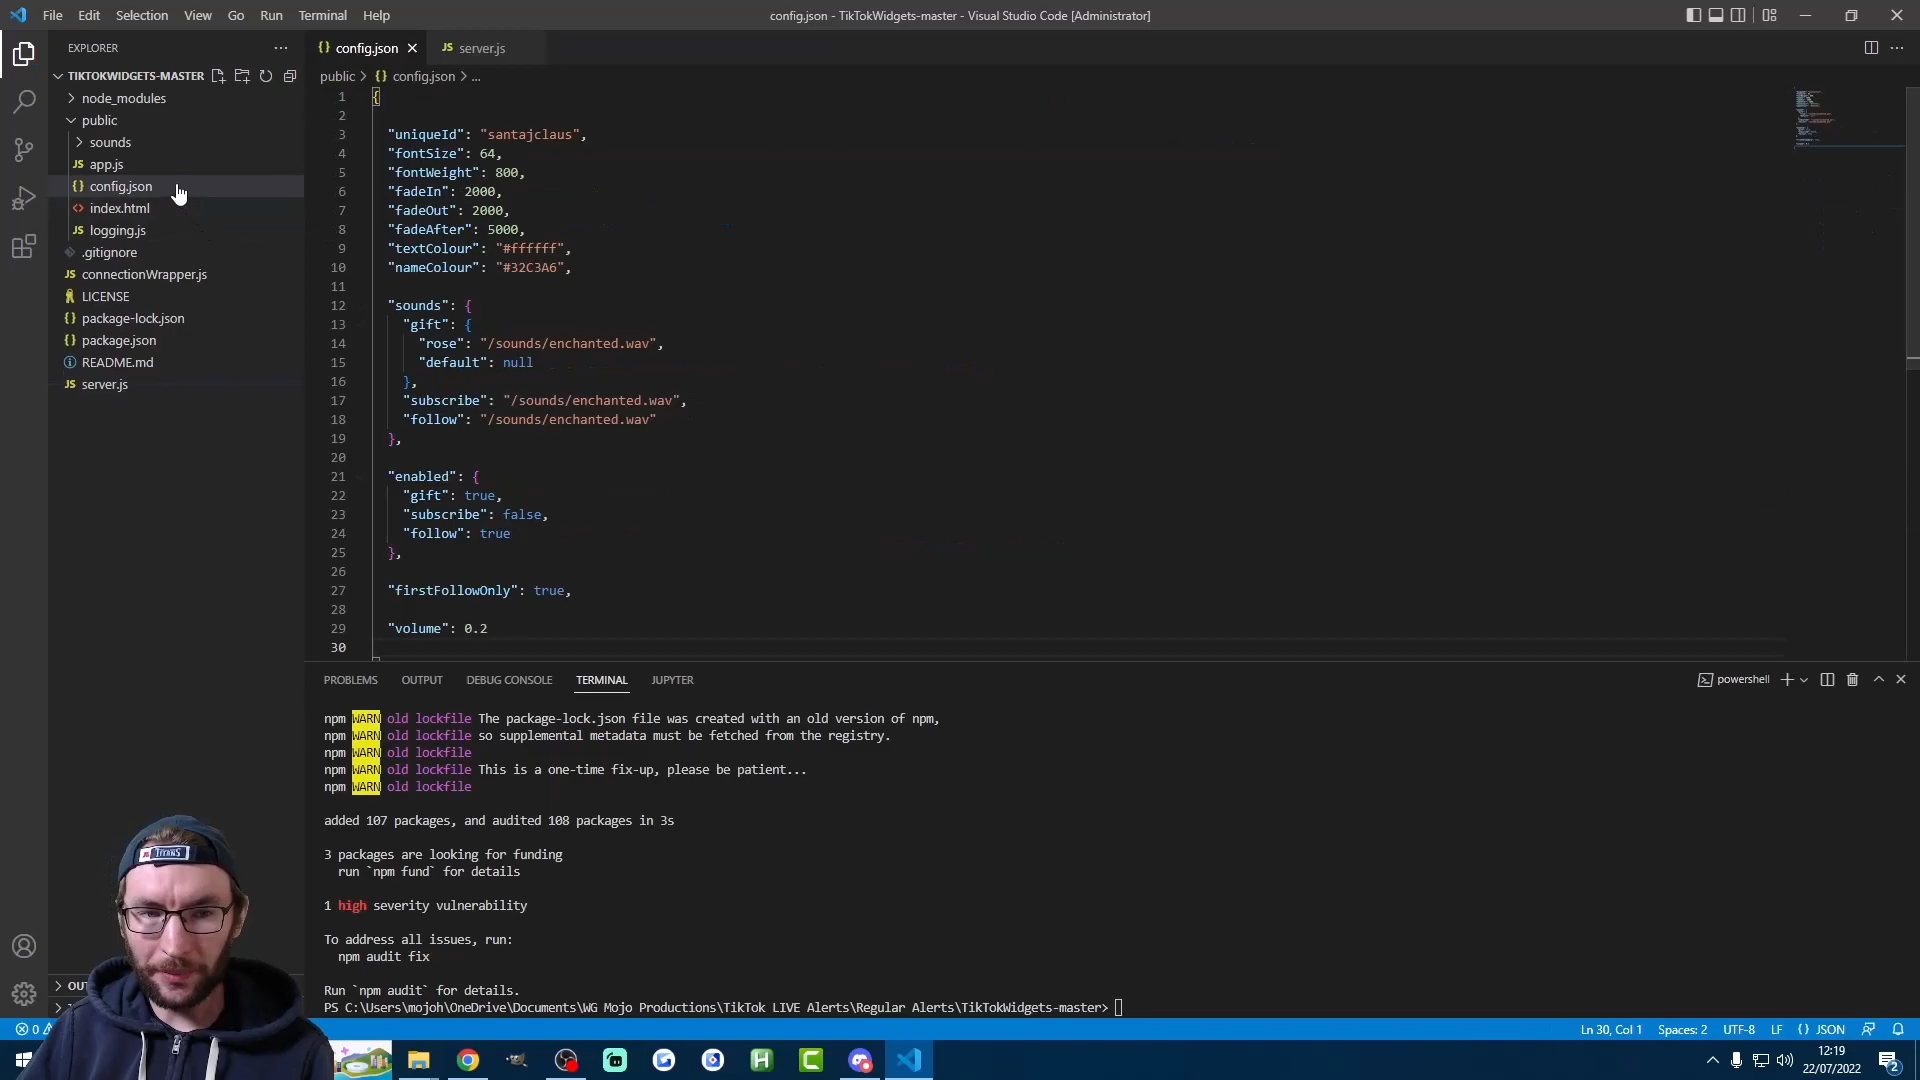 File Edit Selection View Go Run Terminal Help
config.json - TikTokWidgets-master - Visual Studio Code [Administrator]
EXPLORER
TIKTOKWIDGETS-MASTER
node_modules
public
sounds
app.js
config.json
index.html
logging.js
.gitignore
connectionWrapper.js
LICENSE
package-lock.json
package.json
README.md
server.js
config.json
server.js
public > config.json > ...
1 {
2
3 "uniqueId": "santajclaus",
4 "fontSize": 64,
5 "fontWeight": 800,
6 "fadeIn": 2000,
7 "fadeOut": 2000,
8 "fadeAfter": 5000,
9 "textColour": "#ffffff",
10 "nameColour": "#32C3A6",
11
12 "sounds": {
13 "gift": {
14 "rose": "/sounds/enchanted.wav",
15 "default": null
16 },
17 "subscribe": "/sounds/enchanted.wav",
18 "follow": "/sounds/enchanted.wav"
19 },
20
21 "enabled": {
22 "gift": true,
23 "subscribe": false,
24 "follow": true
25 },
26
27 "firstFollowOnly": true,
28
29 "volume": 0.2
30
PROBLEMS OUTPUT DEBUG CONSOLE TERMINAL JUPYTER
powershell
npm WARN old lockfile The package-lock.json file was created with an old version of npm,
npm WARN old lockfile so supplemental metadata must be fetched from the registry.
npm WARN old lockfile
npm WARN old lockfile This is a one-time fix-up, please be patient...
npm WARN old lockfile
added 107 packages, and audited 108 packages in 3s
3 packages are looking for funding
run `npm fund` for details
1 high severity vulnerability
To address all issues, run:
npm audit fix
Run `npm audit` for details.
PS C:\Users\mojoh\OneDrive\Documents\WG Mojo Productions\TikTok LIVE Alerts\Regular Alerts\TikTokWidgets-master>
OUT
TITANS
0
Ln 30, Col 1 Spaces: 2 UTF-8 LF {} JSON
12:19
22/07/2022
2